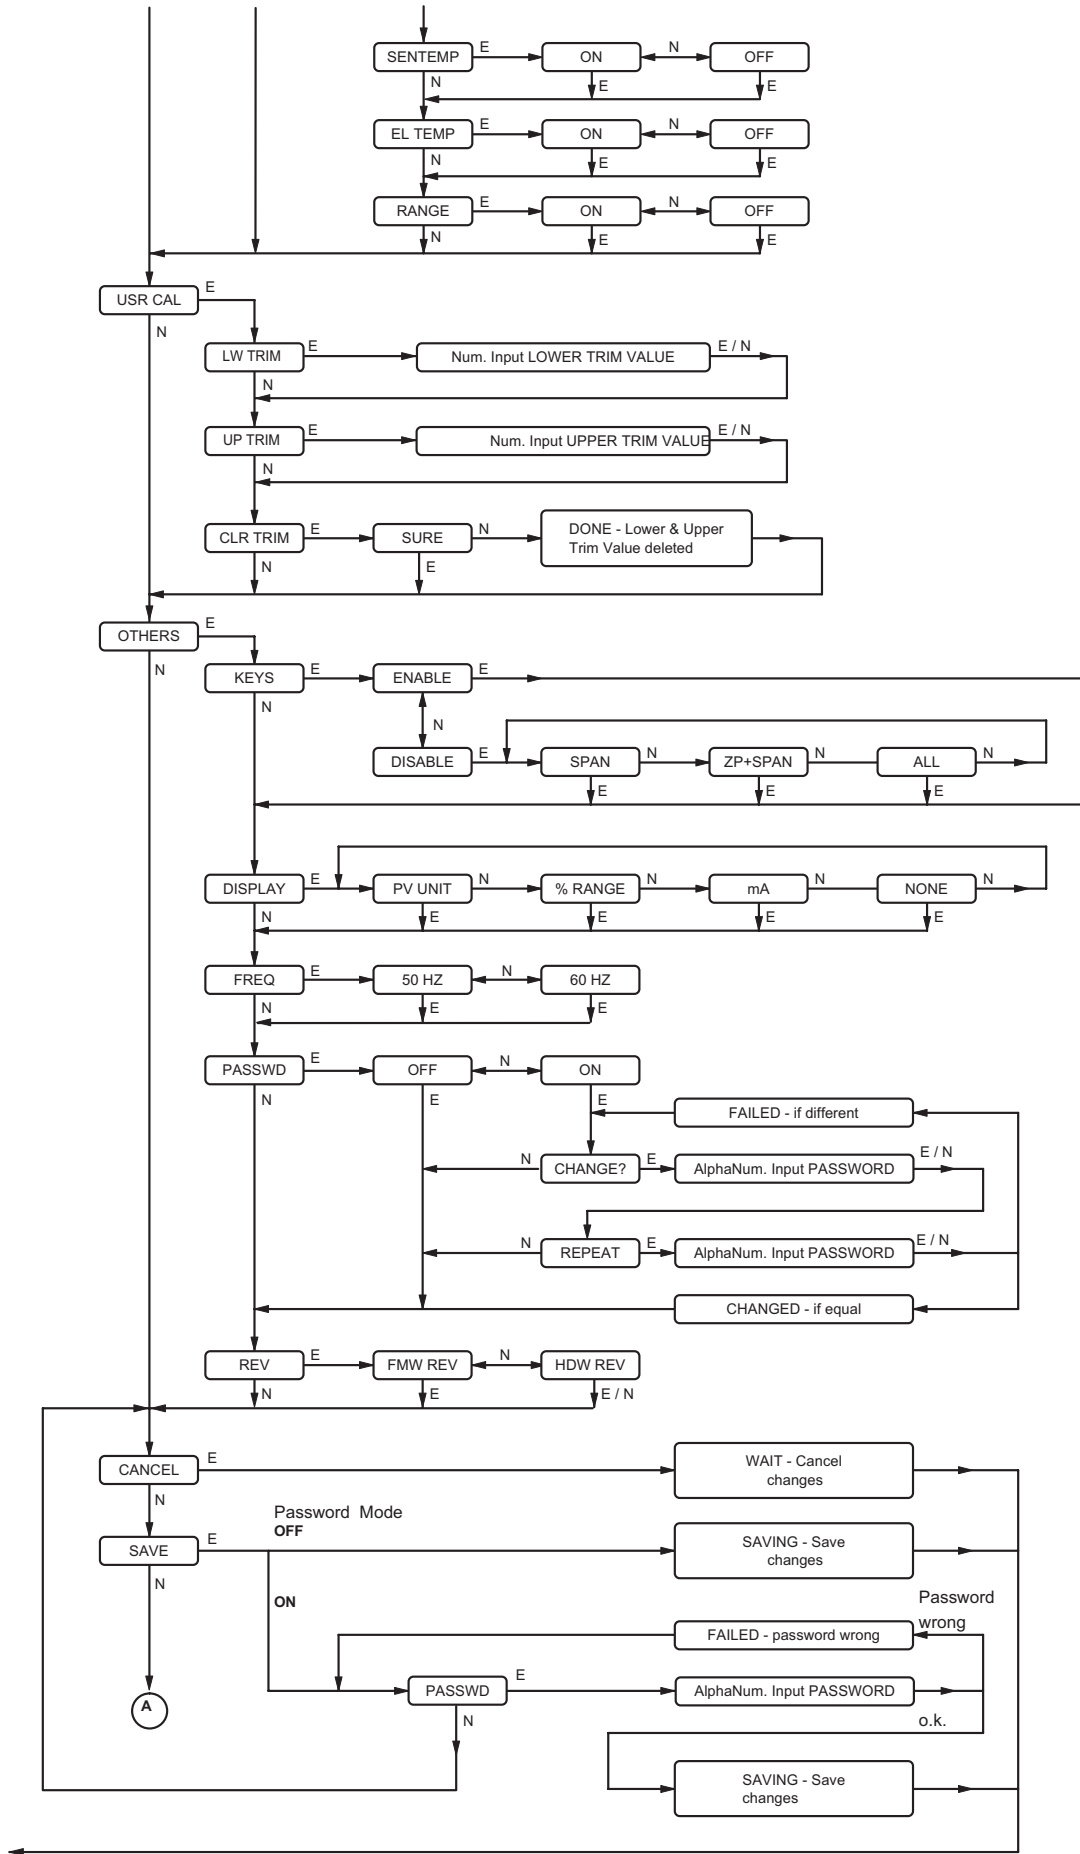 SENTEMP E ON N OFF
N E E
EL TEMP E ON N OFF
N E E
RANGE E ON N OFF
N E E
USR CAL E
N
LW TRIM E Num. Input LOWER TRIM VALUE E / N
N
UP TRIM E Num. Input UPPER TRIM VALUE E / N
N
CLR TRIM E SURE N DONE - Lower & Upper
Trim Value deleted
N E
OTHERS E
N
KEYS E ENABLE E
N N
DISABLE E SPAN N ZP+SPAN N ALL N
E E E
DISPLAY E PV UNIT N % RANGE N mA N NONE N
N E E E E
FREQ E 50 HZ N 60 HZ
N E E
PASSWD E OFF N ON
N E E
FAILED - if different
N CHANGE? E AlphaNum. Input PASSWORD E / N
N REPEAT E AlphaNum. Input PASSWORD E / N
CHANGED - if equal
REV E FMW REV N HDW REV
N E E / N
CANCEL E WAIT - Cancel
changes
N
Password Mode
OFF
SAVE E SAVING - Save
changes
N
ON
Password
wrong
FAILED - password wrong
PASSWD E AlphaNum. Input PASSWORD
A
N
o.k.
SAVING - Save
changes